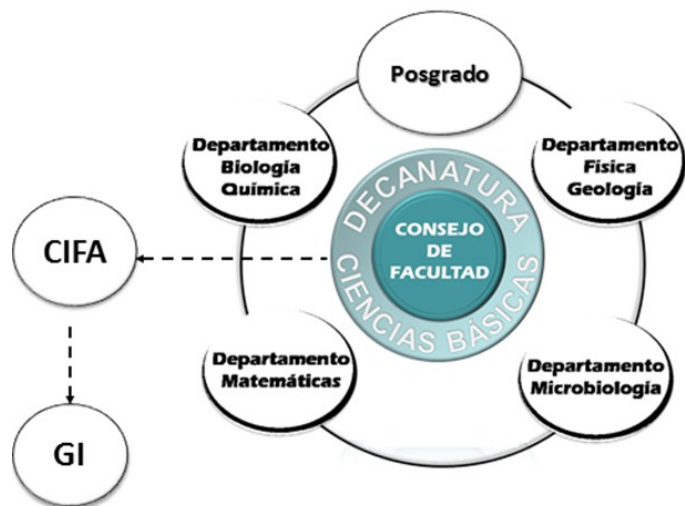 Posgrado
Departamento
Biología
Química
Departamento
Física
Geología
DECANATURA
CIENCIAS BÁSICAS
CONSEJO
DE
FACULTAD
CIFA
Departamento
Matemáticas
Departamento
Microbiología
GI